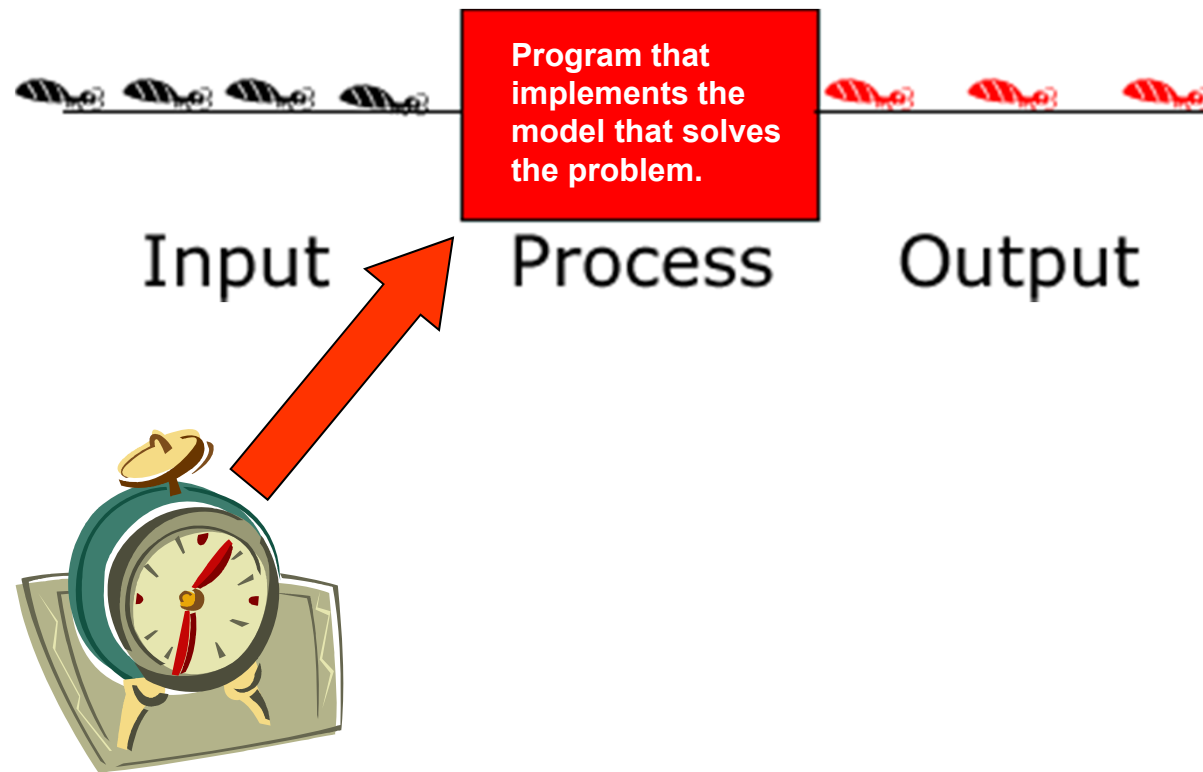 Program that
implements the
model that solves
the problem.
Input Process Output